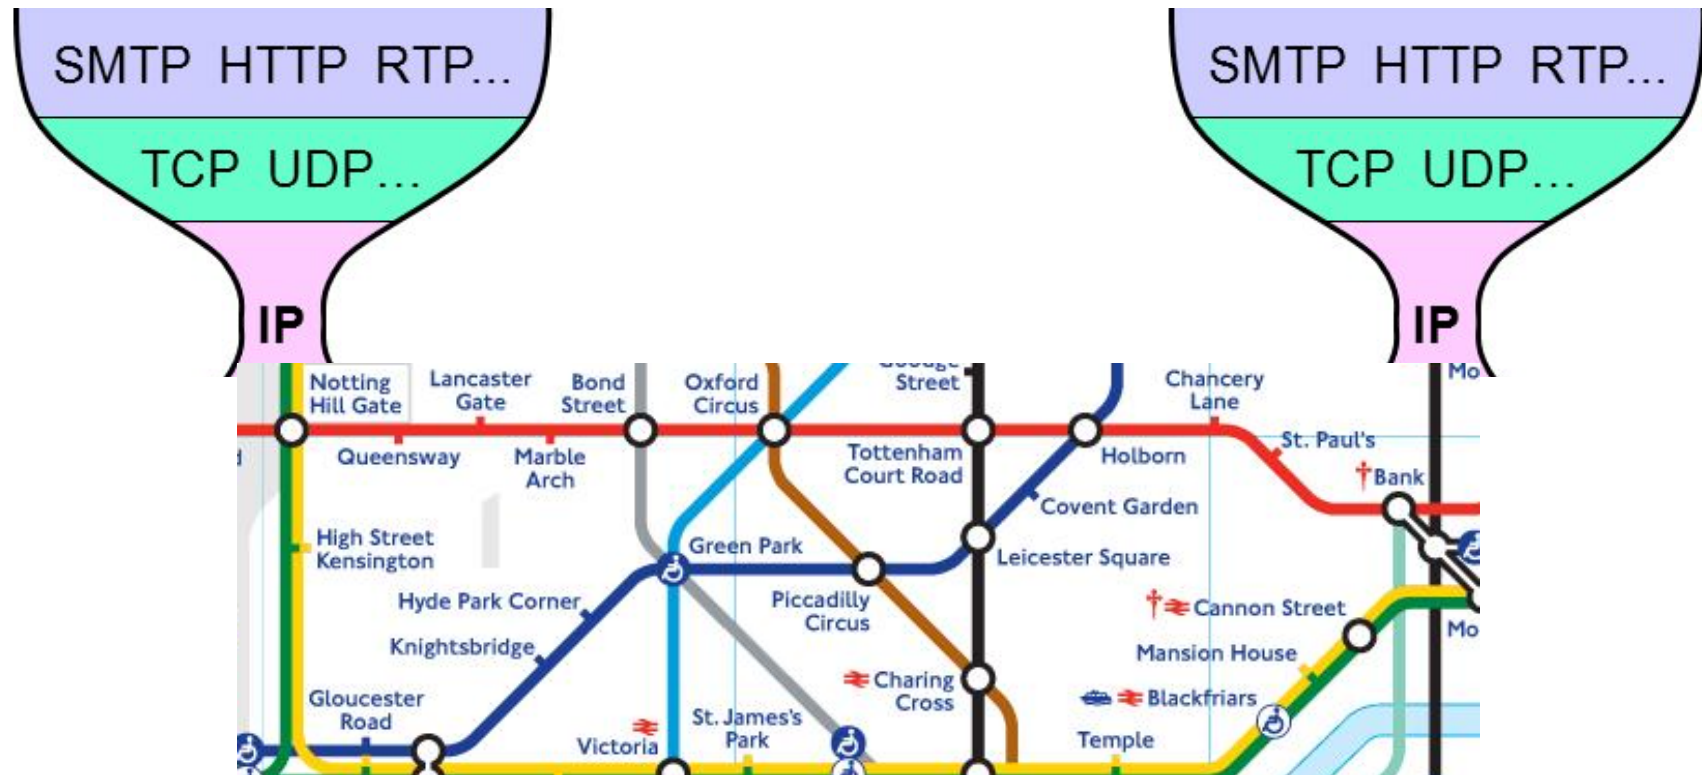 SMTP HTTP RTP...
SMTP HTTP RTP...
TCP UDP...
TCP UDP...
IP
IP
Notting
Hill Gate
Lancaster
Gate
Bond
Street
Oxford
Circus
Street
Chancery
Lane
Mo
Queensway
Marble
Arch
Tottenham
Court Road
Holborn
St. Paul's
†Bank
High Street
Kensington
Green Park
Covent Garden
Leicester Square
Hyde Park Corner
Piccadilly
Circus
† Cannon Street
Mo
Knightsbridge
Mansion House
Charing
Cross
Gloucester
Road
Blackfriars
Victoria
St. James's
Park
Temple